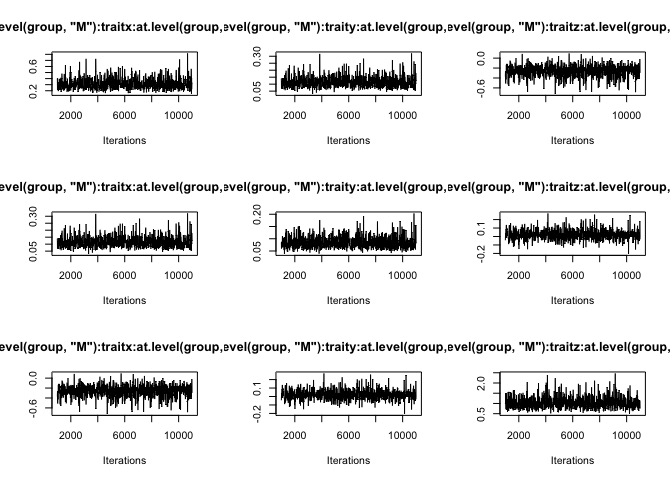 evel(group, "M"):traitx:at.level(group, evel(group, "M"):traity:at.level(group, evel(group, "M"):traitz:at.level(group,
0.6 0.30 0.0
0.2 0.05 -0.6
2000 6000 10000 2000 6000 10000 2000 6000 10000
Iterations Iterations Iterations
evel(group, "M"):traitx:at.level(group, evel(group, "M"):traity:at.level(group, evel(group, "M"):traitz:at.level(group,
0.30 0.20 0.1
0.05 0.05 -0.2
2000 6000 10000 2000 6000 10000 2000 6000 10000
Iterations Iterations Iterations
evel(group, "M"):traitx:at.level(group, evel(group, "M"):traity:at.level(group, evel(group, "M"):traitz:at.level(group,
0.0 0.1 2.0
-0.6 -0.2 0.5
2000 6000 10000 2000 6000 10000 2000 6000 10000
Iterations Iterations Iterations